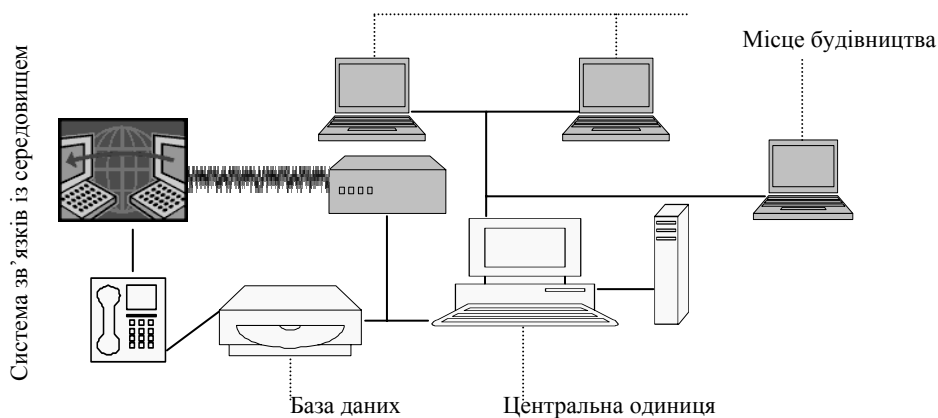 Місце будівництва
Система зв’язків із середовищем
База даних
Центральна одиниця